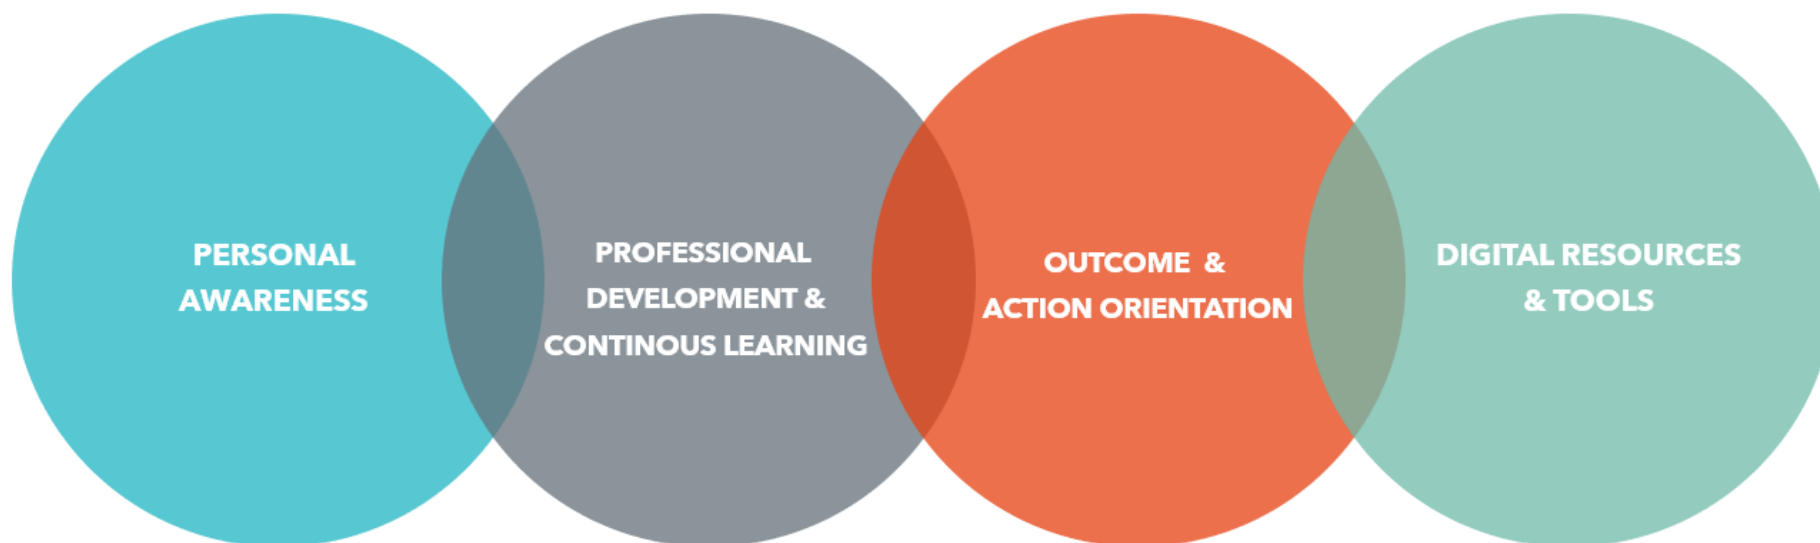 PERSONAL
AWARENESS
PROFESSIONAL
DEVELOPMENT &
CONTINOUS LEARNING
OUTCOME &
ACTION ORIENTATION
DIGITAL RESOURCES
& TOOLS